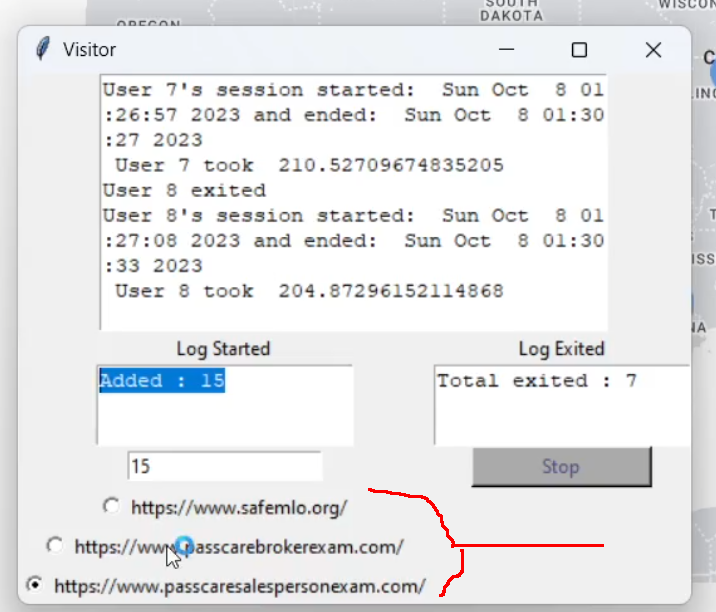 SOUTH
DAKOTA
WISCON
OREGON
Visitor
User 7's session started:  Sun Oct  8 01
:26:57 2023 and ended:  Sun Oct  8 01:30
:27 2023
 User 7 took  210.52709674835205
User 8 exited
User 8's session started:  Sun Oct  8 01
:27:08 2023 and ended:  Sun Oct  8 01:30
:33 2023
 User 8 took  204.87296152114868
Log Started
Log Exited
Added : 15
Total exited : 7
15
Stop
https://www.safemlo.org/
https://www.passcarebrokerexam.com/
https://www.passcaresalespersonexam.com/